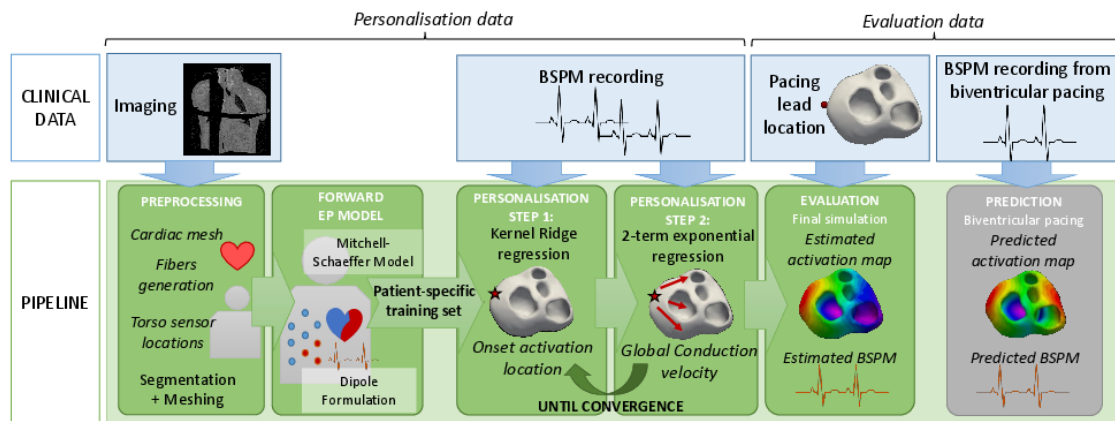 Personalisation data
Evaluation data
CLINICAL
DATA
Imaging
BSPM recording
Pacing
lead
location
BSPM recording from
biventricular pacing
PIPELINE
PREPROCESSING
Cardiac mesh
Fibers
generation
Torso sensor
locations
Segmentation
+ Meshing
FORWARD
EP MODEL
Mitchell-
Schaeffer Model
Dipole
Formulation
Patient-specific
training set
PERSONALISATION
STEP 1:
Kernel Ridge
regression
Onset activation
location
PERSONALISATION
STEP 2:
2-term exponential
regression
Global Conduction
velocity
UNTIL CONVERGENCE
EVALUATION
Final simulation
Estimated
activation map
Estimated BSPM
PREDICTION
Biventricular pacing
Predicted
activation map
Predicted BSPM